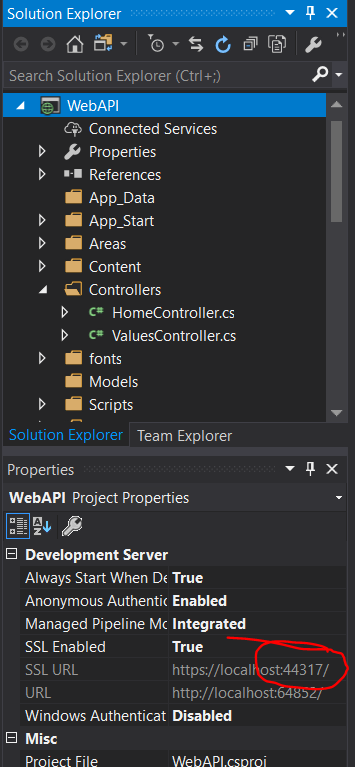 Solution Explorer
Search Solution Explorer (Ctrl+;)
WebAPI
Connected Services
Properties
References
App_Data
App_Start
Areas
Content
Controllers
C# HomeController.cs
C# ValuesController.cs
fonts
Models
Scripts
Solution Explorer Team Explorer
Properties
WebAPI Project Properties
Development Server
Always Start When De True
Anonymous Authentic Enabled
Managed Pipeline Mo Integrated
SSL Enabled True
SSL URL https://localhost:44317/
URL http://localhost:64852/
Windows Authenticat Disabled
Misc
Project File WebAPI.csproj